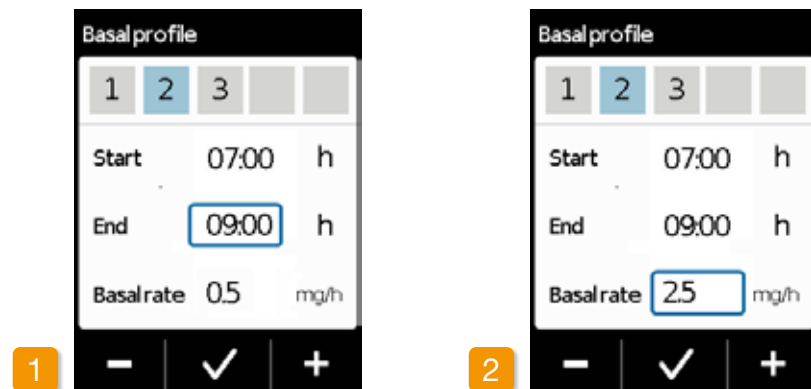 Basal profile
1 2 3
Start 07:00 h
End 09:00 h
Basal rate 0.5 mg/h
1
Basal profile
1 2 3
Start 07:00 h
End 09:00 h
Basal rate 2.5 mg/h
2